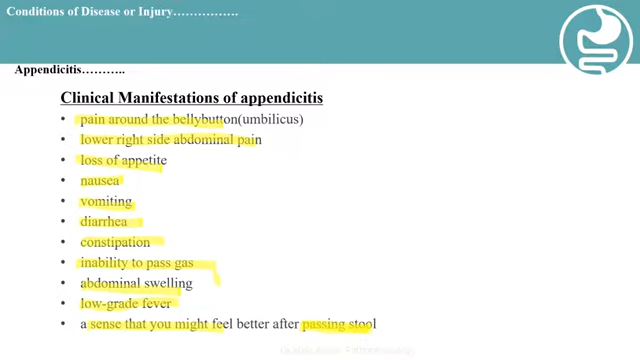 Conditions of Disease or Injury……………
Appendicitis………..
Clinical Manifestations of appendicitis
• pain around the bellybutton(umbilicus)
• lower right side abdominal pain
• loss of appetite
• nausea
• vomiting
• diarrhea
• constipation
• inability to pass gas
• abdominal swelling
• low-grade fever
• a sense that you might feel better after passing stool